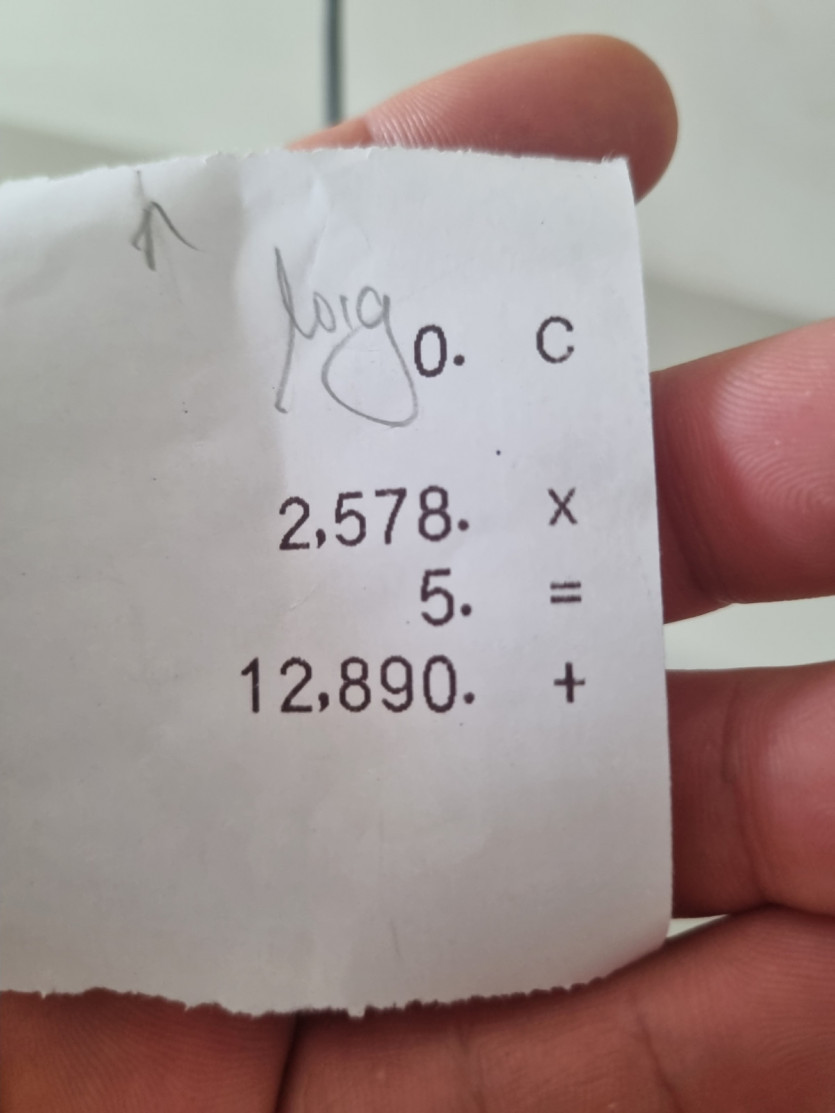 0. C
2,578. x
5. =
12,890. +